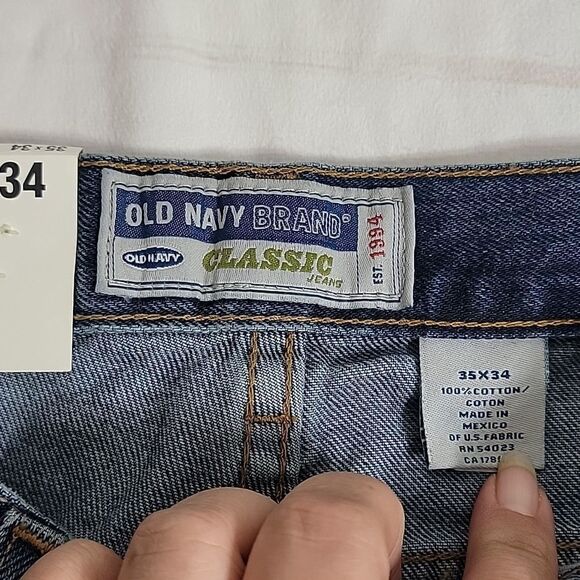 35 x 34
34
OLD NAVY BRAND®
OLD NAVY CLASSIC
JEANS
EST. 1994
35X34
100% COTTON/
COTON
MADE IN
MEXICO
OF U.S. FABRIC
RN 54023